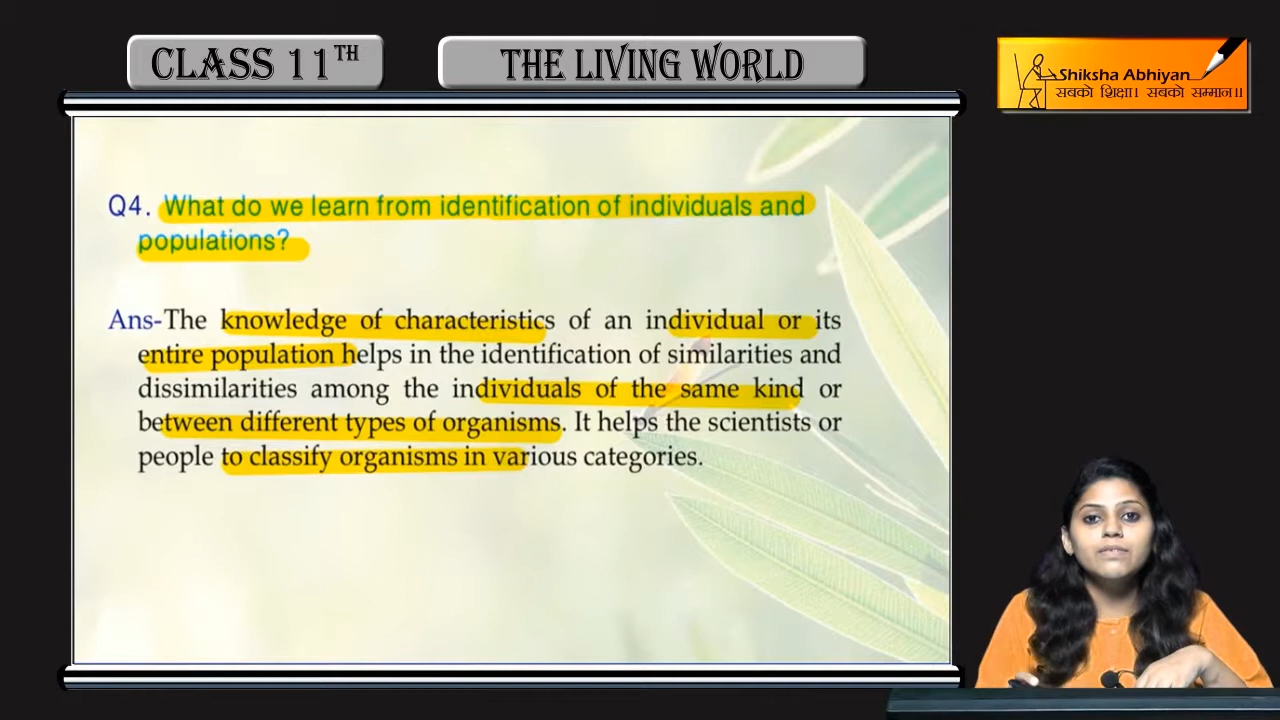 CLASS 11TH
THE LIVING WORLD
Shiksha Abhiyan
सबको शिक्षा। सबको सम्मान।।
Q4. What do we learn from identification of individuals and
populations?
Ans-The knowledge of characteristics of an individual or its
entire population helps in the identification of similarities and
dissimilarities among the individuals of the same kind or
between different types of organisms. It helps the scientists or
people to classify organisms in various categories.